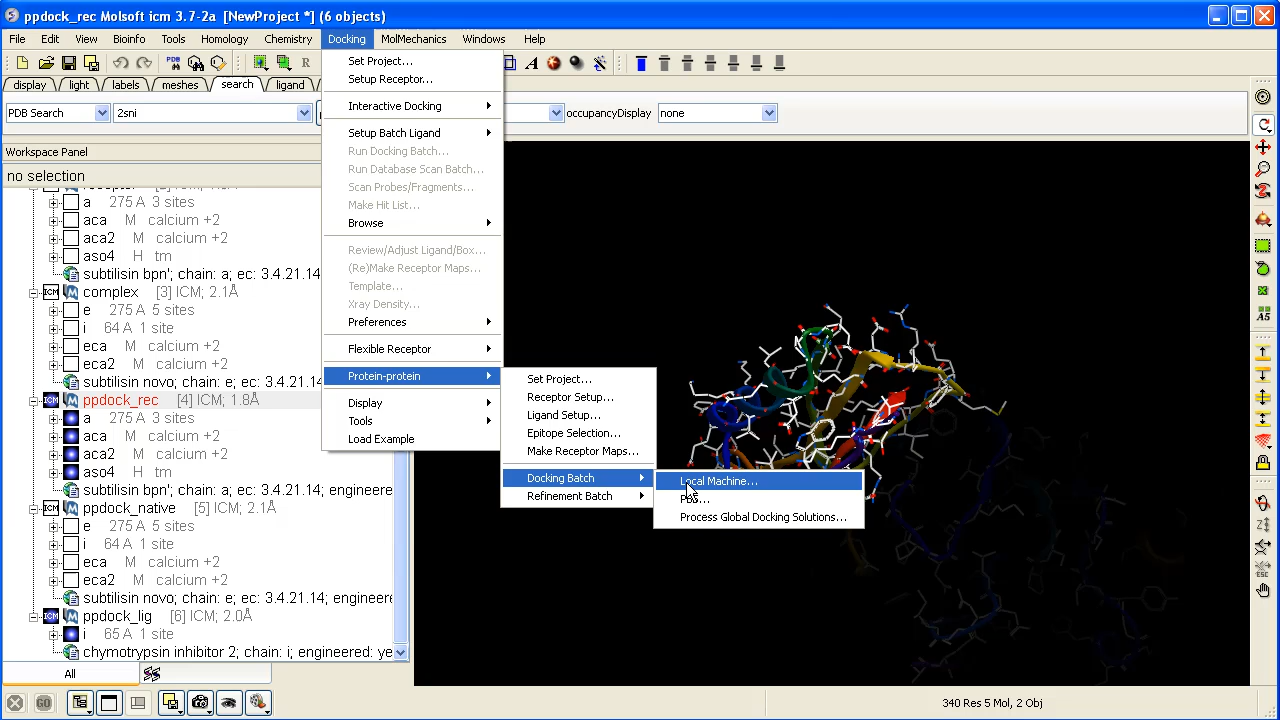 ppdock_rec Molsoft icm 3.7-2a [NewProject *] (6 objects)
File Edit View Bioinfo Tools Homology Chemistry Docking MolMechanics Windows Help
PDB
R
A
display light labels meshes search ligand
PDB Search 2sni occupancyDisplay none
Workspace Panel
no selection
a 275 A 3 sites
aca M calcium +2
aca2 M calcium +2
aso4 H tm
subtilisin bpn'; chain: a; ec: 3.4.21.14
ICM complex [3] ICM; 2.1Å
e 275 A 5 sites
i 64 A 1 site
eca M calcium +2
eca2 M calcium +2
subtilisin novo; chain: e; ec: 3.4.21.14
ICM ppdock_rec [4] ICM; 1.8Å
a 275 A 3 sites
aca M calcium +2
aca2 M calcium +2
aso4 H tm
subtilisin bpn'; chain: a; ec: 3.4.21.14
ICM ppdock_native [5] ICM; 2.1Å
e 275 A 5 sites
i 64 A 1 site
eca M calcium +2
eca2 M calcium +2
subtilisin novo; chain: e; ec: 3.4.21.14; engineere
ICM ppdock_lig [6] ICM; 2.0Å
i 65 A 1 site
chymotrypsin inhibitor 2; chain: i; engineered: ye
All
Set Project...
Setup Receptor...
Interactive Docking
Setup Batch Ligand
Run Docking Batch...
Run Database Scan Batch...
Scan Probes/Fragments...
Make Hit List...
Browse
Review/Adjust Ligand/Box...
(Re)Make Receptor Maps...
Template...
Xray Density...
Preferences
Flexible Receptor
Protein-protein
Display
Tools
Load Example
Set Project...
Receptor Setup...
Ligand Setup...
Epitope Selection...
Make Receptor Maps...
Docking Batch
Refinement Batch
Local Machine...
Process Global Docking Solutions...
A5
ESC
GO
340 Res 5 Mol, 2 Obj